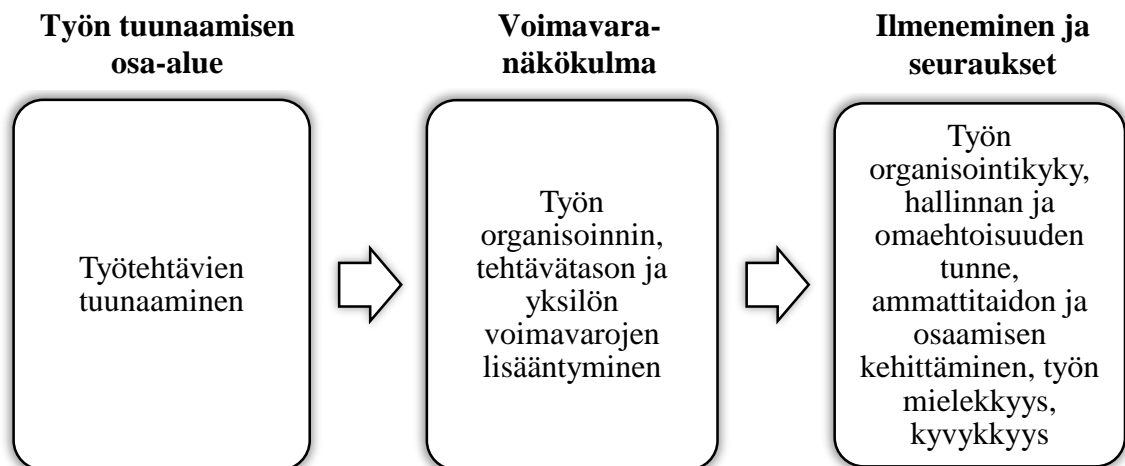 Työn tuunaamisen
osa-alue
Voimavara-
näkökulma
Ilmeneminen ja
seuraukset
Työtehtävien
tuunaaminen
Työn
organisoinnin,
tehtävätason ja
yksilön
voimavarojen
lisääntyminen
Työn
organisointikyky,
hallinnan ja
omaehtoisuuden
tunne,
ammattitaidon ja
osaamisen
kehittäminen, työn
mielekkyys,
kyvykkyys